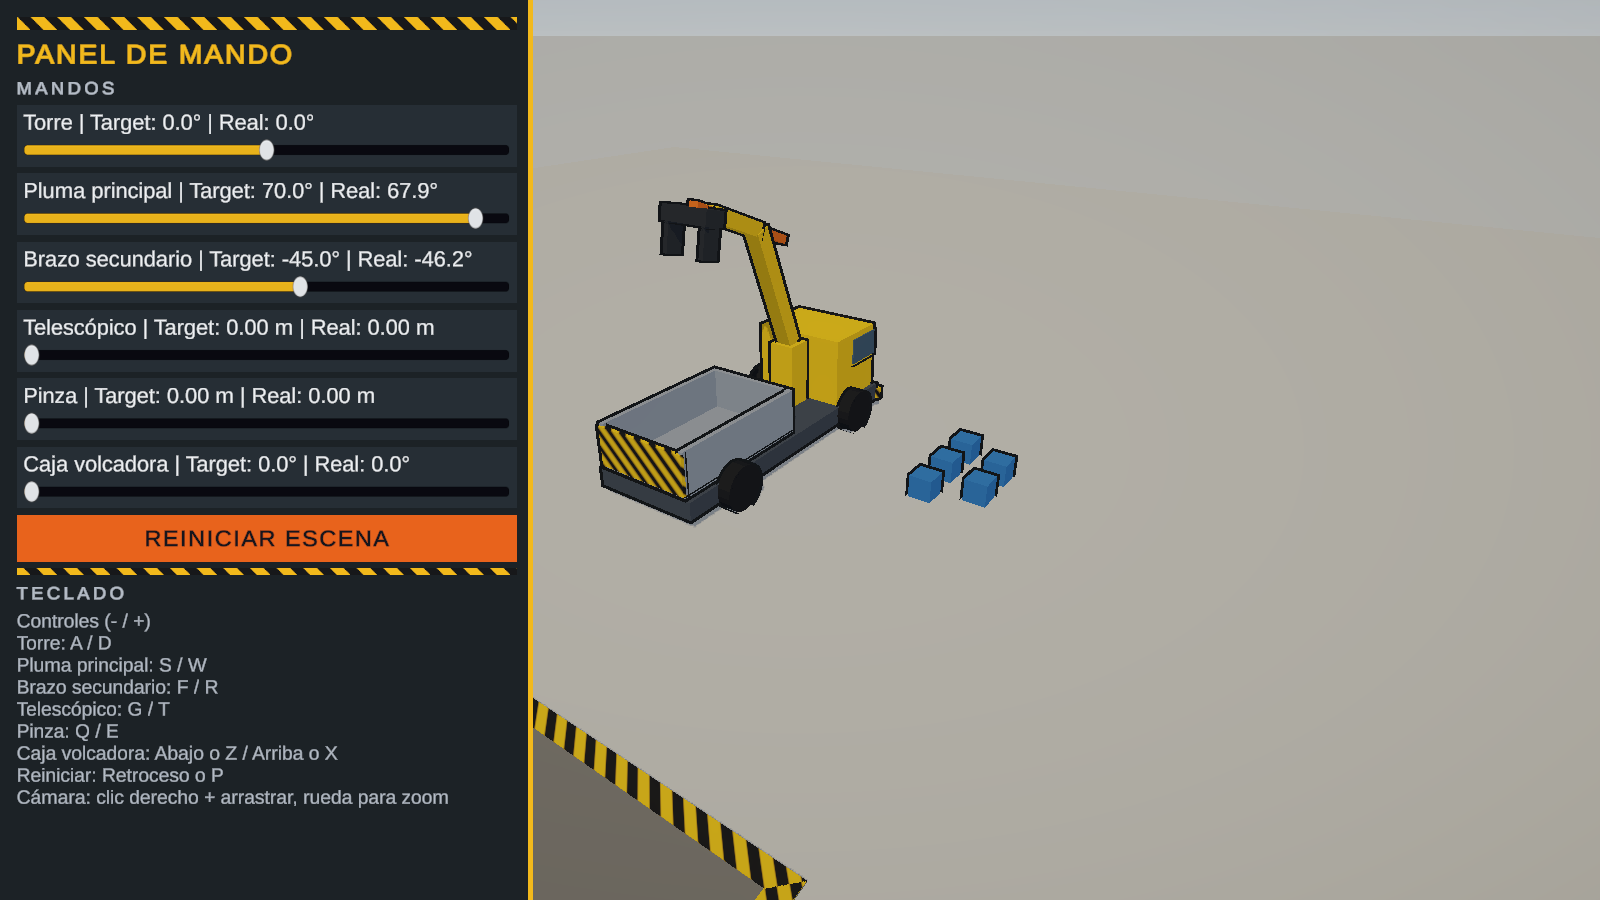 PANEL DE MANDO
MANDOS
Torre | Target: 0.0° | Real: 0.0°
Pluma principal | Target: 70.0° | Real: 67.9°
Brazo secundario | Target: -45.0° | Real: -46.2°
Telescópico | Target: 0.00 m | Real: 0.00 m
Pinza | Target: 0.00 m | Real: 0.00 m
Caja volcadora | Target: 0.0° | Real: 0.0°
REINICIAR ESCENA
TECLADO
Controles (- / +)
Torre: A / D
Pluma principal: S / W
Brazo secundario: F / R
Telescópico: G / T
Pinza: Q / E
Caja volcadora: Abajo o Z / Arriba o X
Reiniciar: Retroceso o P
Cámara: clic derecho + arrastrar, rueda para zoom